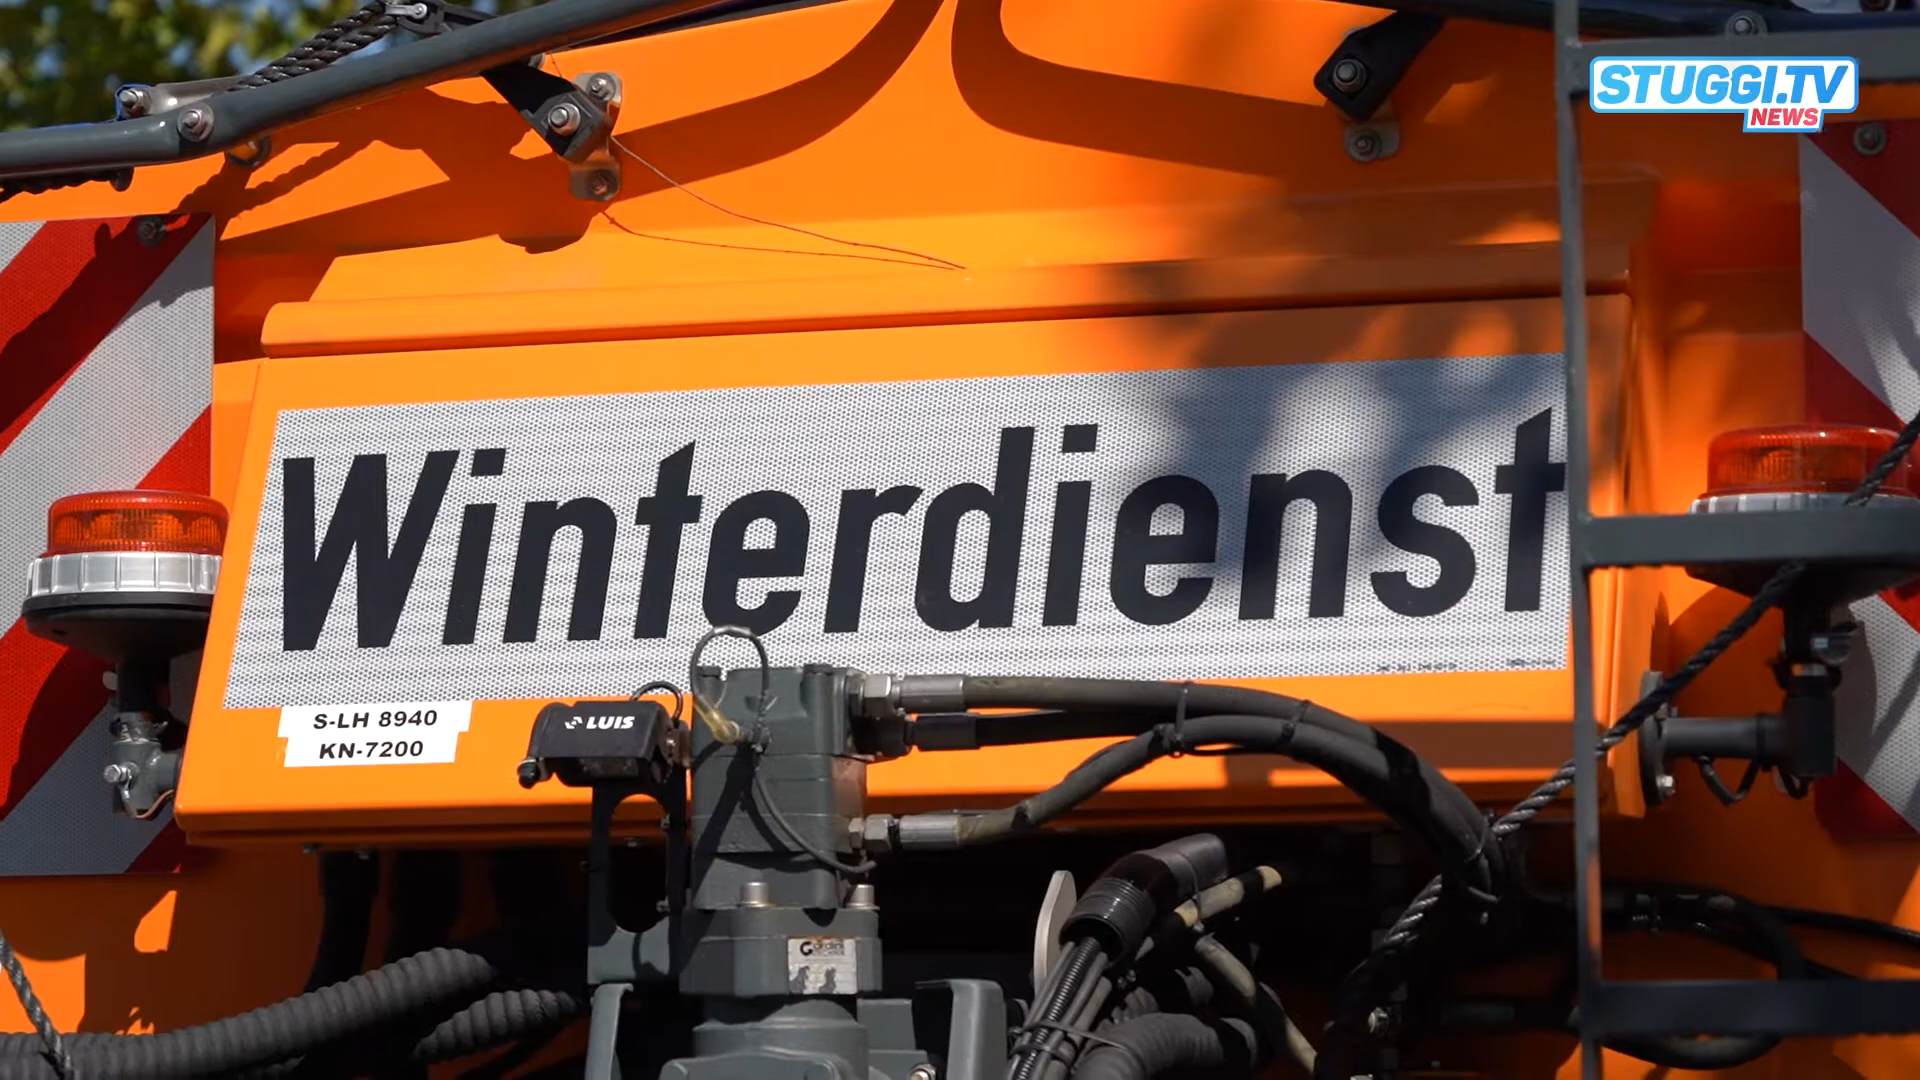 STUGGI.TV
NEWS
Winterdienst
S-LH 8940
KN-7200
LUIS